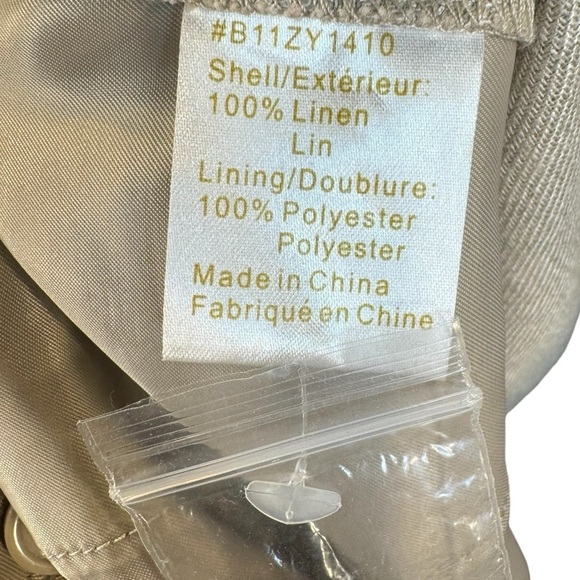 #B11ZY1410
Shell/Extérieur:
100% Linen
Lin
Lining/Doublure:
100% Polyester
Polyester
Made in China
Fabriqué en Chine